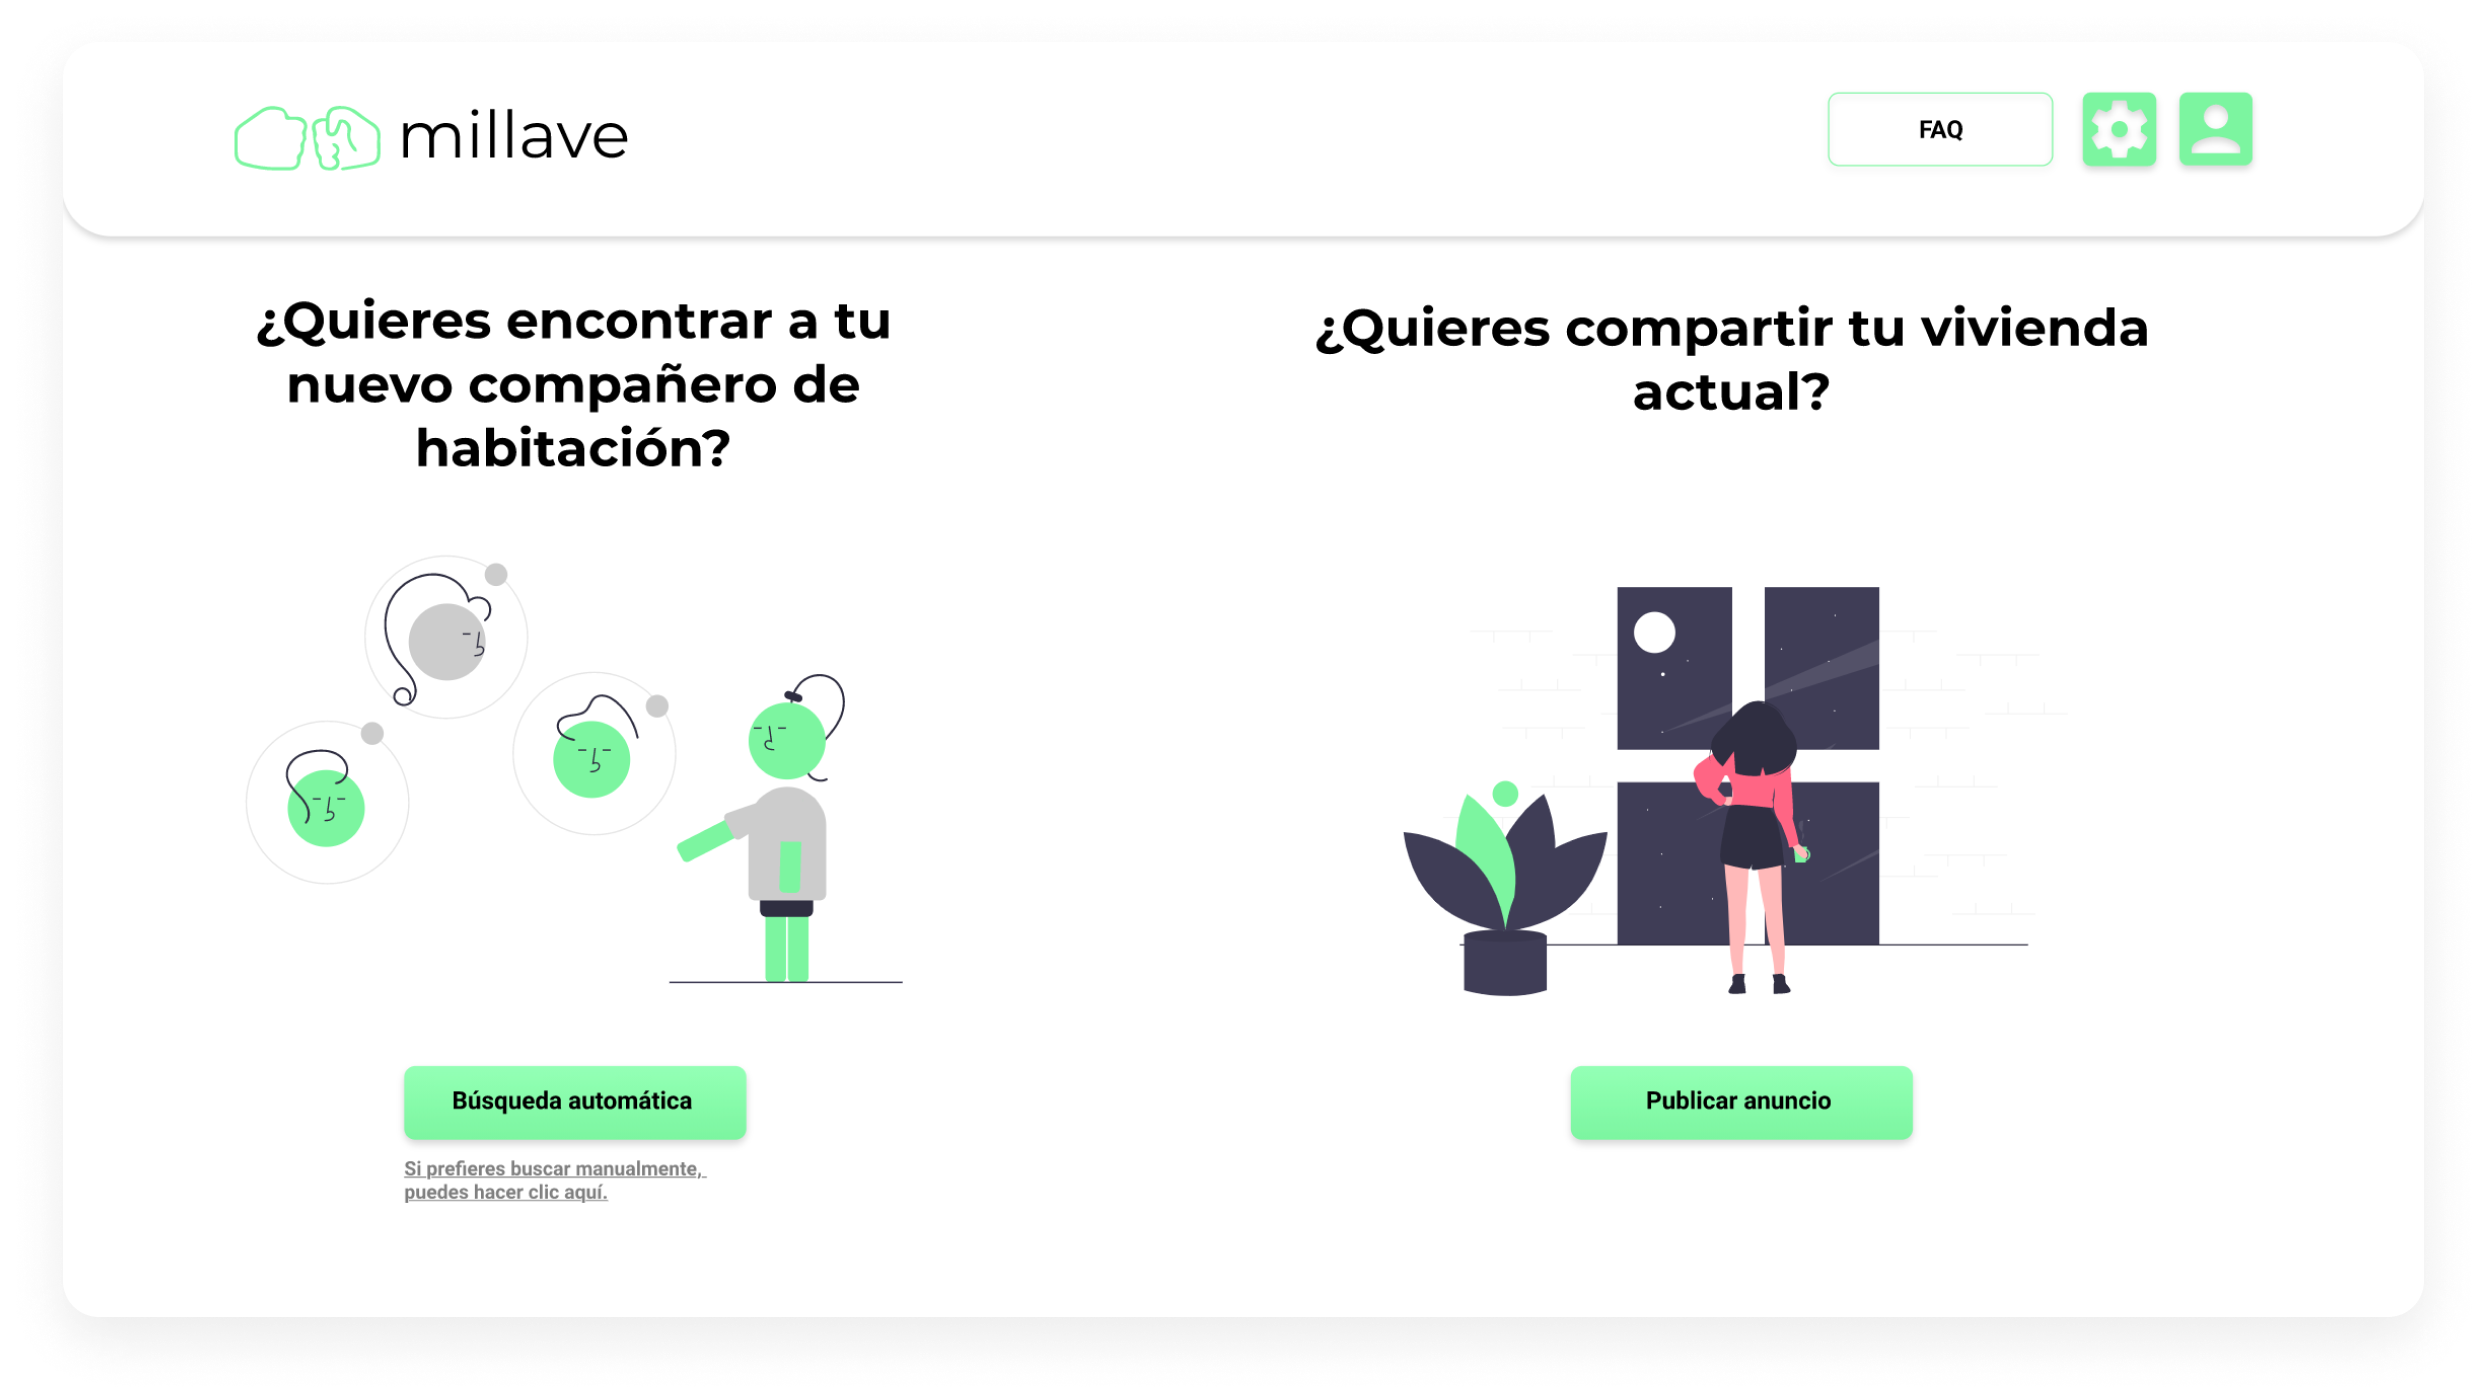 millave
FAQ
¿Quieres encontrar a tu
nuevo compañero de
habitación?
¿Quieres compartir tu vivienda
actual?
Búsqueda automática
Si prefieres buscar manualmente,
puedes hacer clic aquí.
Publicar anuncio